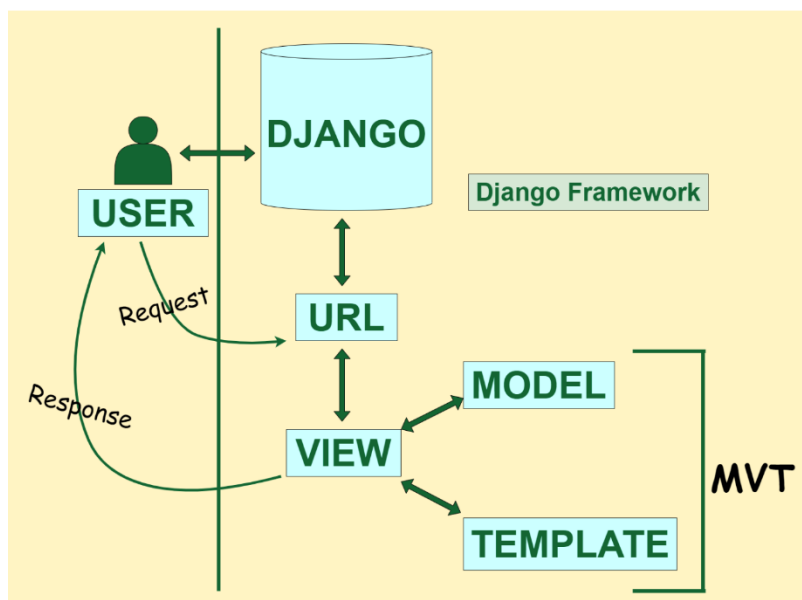 DJANGO
USER
Django Framework
Request
URL
Response
MODEL
VIEW
MVT
TEMPLATE